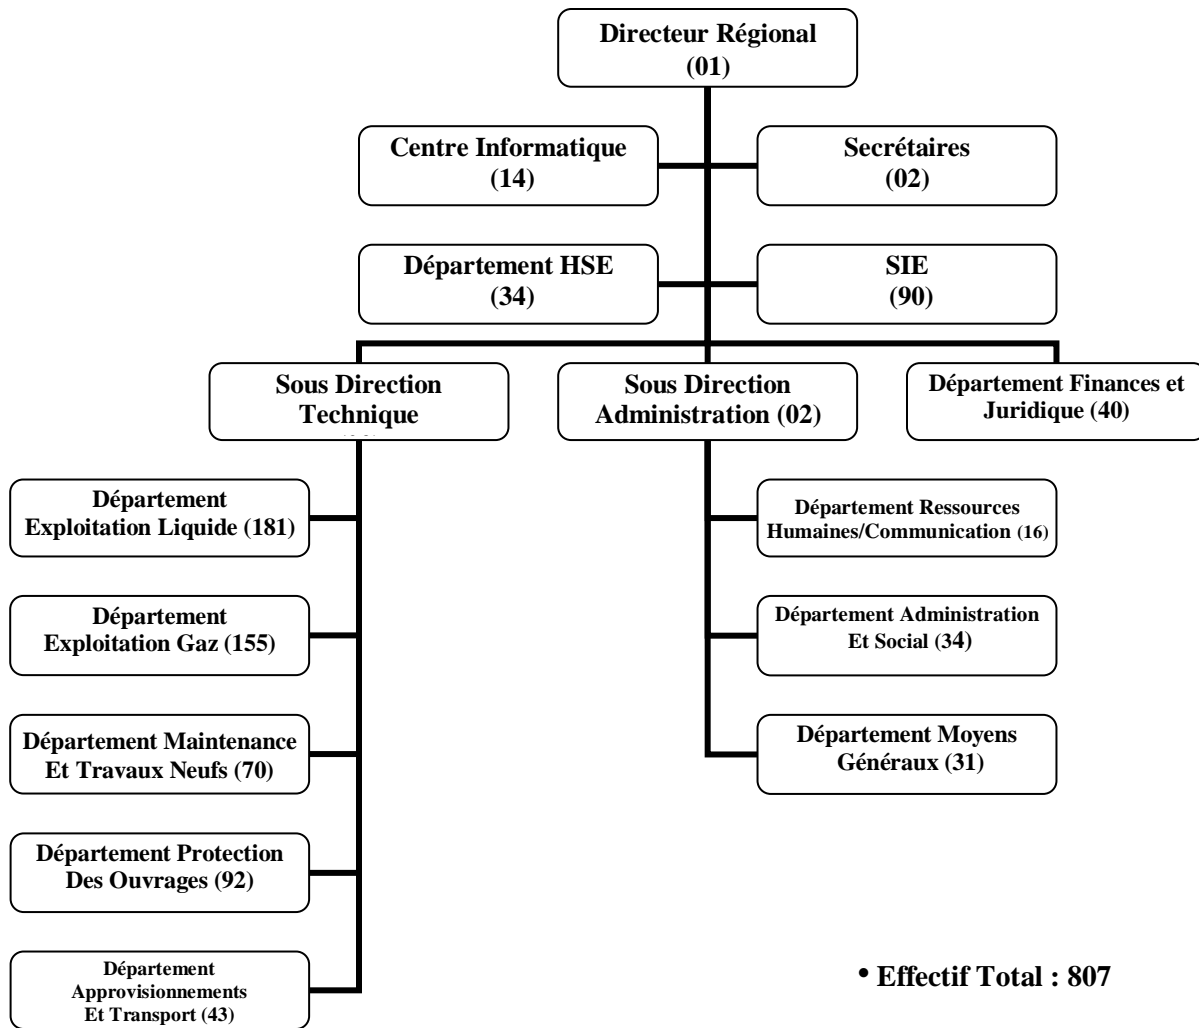 Directeur Régional
(01)
Centre Informatique
(14)
Secrétaires
(02)
Département HSE
(34)
SIE
(90)
Sous Direction
Technique
Sous Direction
Administration (02)
Département Finances et
Juridique (40)
Département
Exploitation Liquide (181)
Département Ressources
Humaines/Communication (16)
Département
Exploitation Gaz (155)
Département Administration
Et Social (34)
Département Maintenance
Et Travaux Neufs (70)
Département Moyens
Généraux (31)
Département Protection
Des Ouvrages (92)
Département
Approvisionnements
Et Transport (43)
• Effectif Total : 807